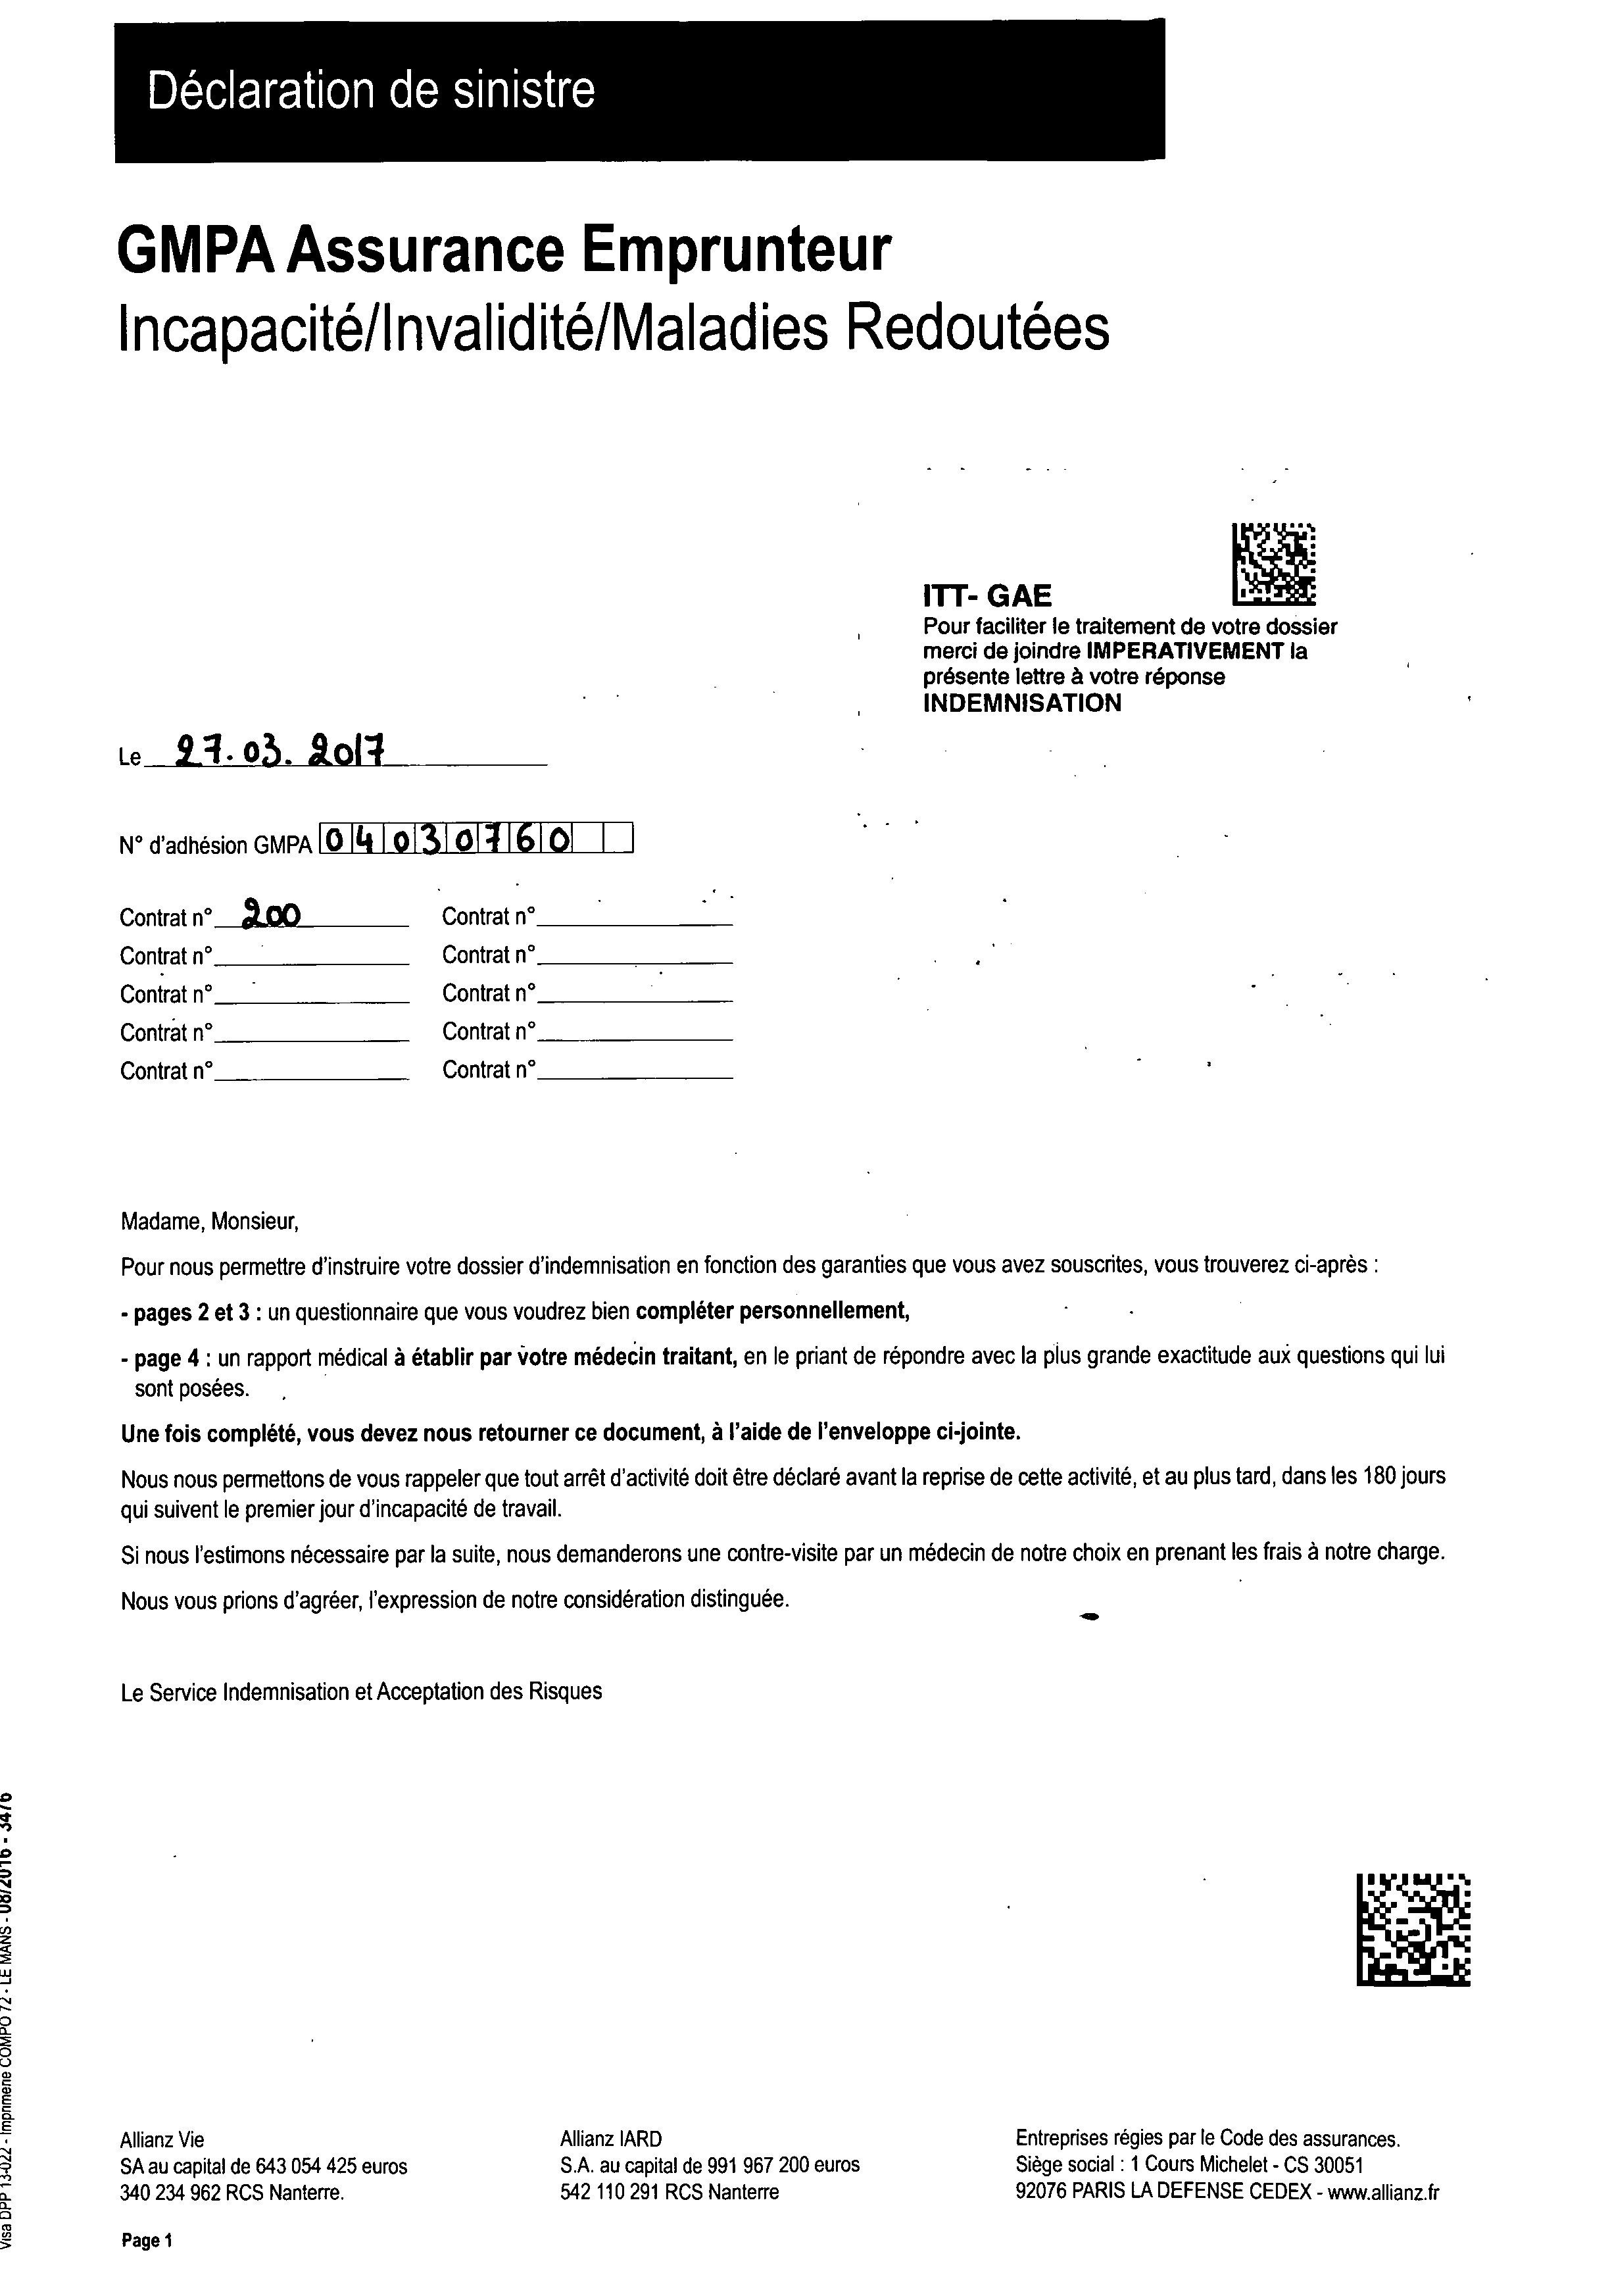 Déclaration de sinistre
GMPA Assurance Emprunteur
Incapacité/Invalidité/Maladies Redoutées
ITT- GAE
Pour faciliter le traitement de votre dossier
merci de joindre IMPERATIVEMENT la
présente lettre à votre réponse
INDEMNISATION
Le 27.03.2017
N° d'adhésion GMPA 04030760
Contrat n° 200 Contrat n°
Contrat n° Contrat n°
Contrat n° Contrat n°
Contrat n° Contrat n°
Contrat n° Contrat n°
Madame, Monsieur,
Pour nous permettre d'instruire votre dossier d'indemnisation en fonction des garanties que vous avez souscrites, vous trouverez ci-après :
- pages 2 et 3 : un questionnaire que vous voudrez bien compléter personnellement,
- page 4 : un rapport médical à établir par votre médecin traitant, en le priant de répondre avec la plus grande exactitude aux questions qui lui
sont posées.
Une fois complété, vous devez nous retourner ce document, à l'aide de l'enveloppe ci-jointe.
Nous nous permettons de vous rappeler que tout arrêt d'activité doit être déclaré avant la reprise de cette activité, et au plus tard, dans les 180 jours
qui suivent le premier jour d'incapacité de travail.
Si nous l'estimons nécessaire par la suite, nous demanderons une contre-visite par un médecin de notre choix en prenant les frais à notre charge.
Nous vous prions d'agréer, l'expression de notre considération distinguée.
Le Service Indemnisation et Acceptation des Risques
Visa DPP 13-022 - Imprimerie COMPO 72 - LE MANS - 08/2016 - 3476
Allianz Vie
SA au capital de 643 054 425 euros
340 234 962 RCS Nanterre.
Allianz IARD
S.A. au capital de 991 967 200 euros
542 110 291 RCS Nanterre
Entreprises régies par le Code des assurances.
Siège social : 1 Cours Michelet - CS 30051
92076 PARIS LA DEFENSE CEDEX - www.allianz.fr
Page 1